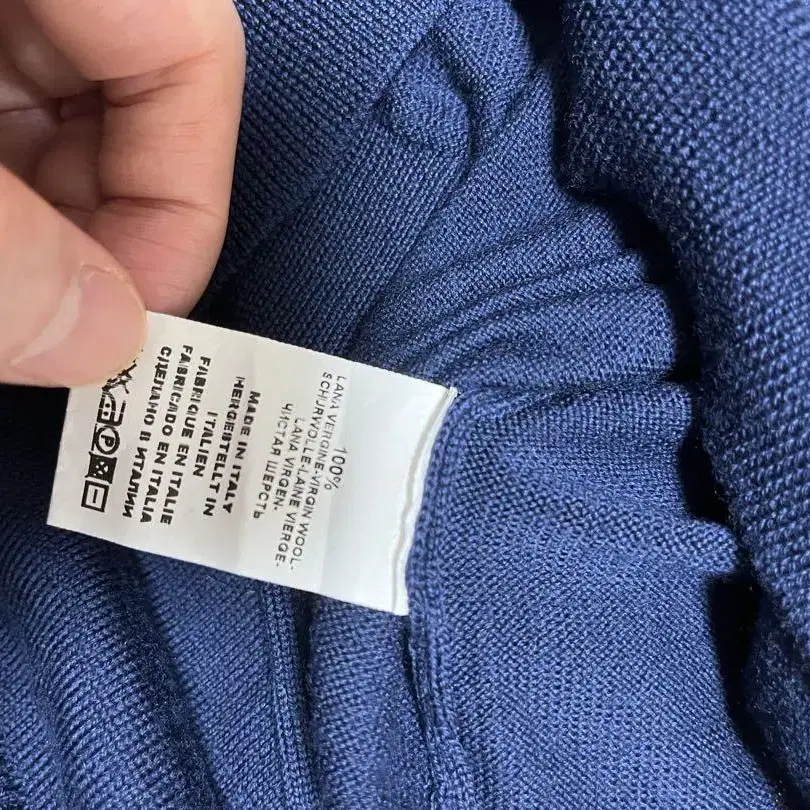 100%
LANA VERGINE-VIRGIN WOOL-
SCHURWOLLE-LAINE VIERGE-
LANA VIRGEN-
ЧИСТАЯ ШЕРСТЬ
MADE IN ITALY
HERGESTELLT IN
ITALIEN
FABRIQUE EN ITALIE
FABRICADO EN ITALIA
СДЕЛАНО В ИТАЛИИ
P